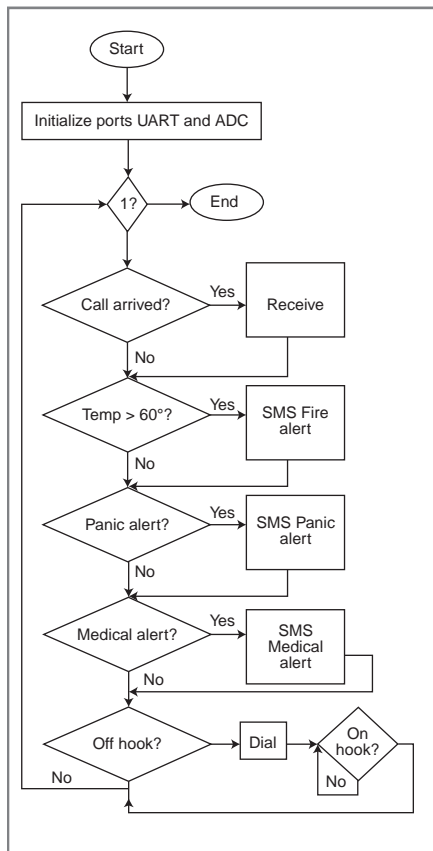 Start
Initialize ports UART and ADC
1?
End
Call arrived?
Yes
Receive
No
Temp > 60°?
Yes
SMS Fire
alert
No
Panic alert?
Yes
SMS Panic
alert
No
Medical alert?
Yes
SMS
Medical
alert
No
Off hook?
Dial
On
hook?
No
No